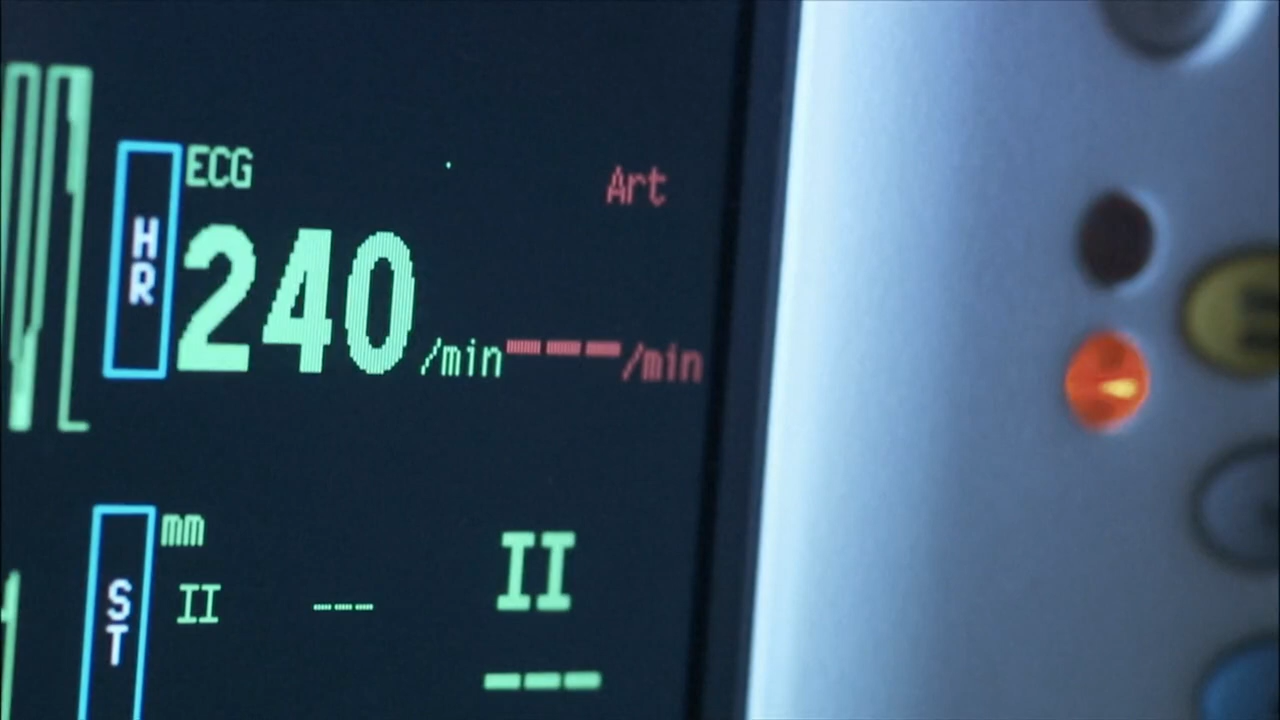 ECG
Art
HR
240 /min --- /min
mm
ST
II --- II
---